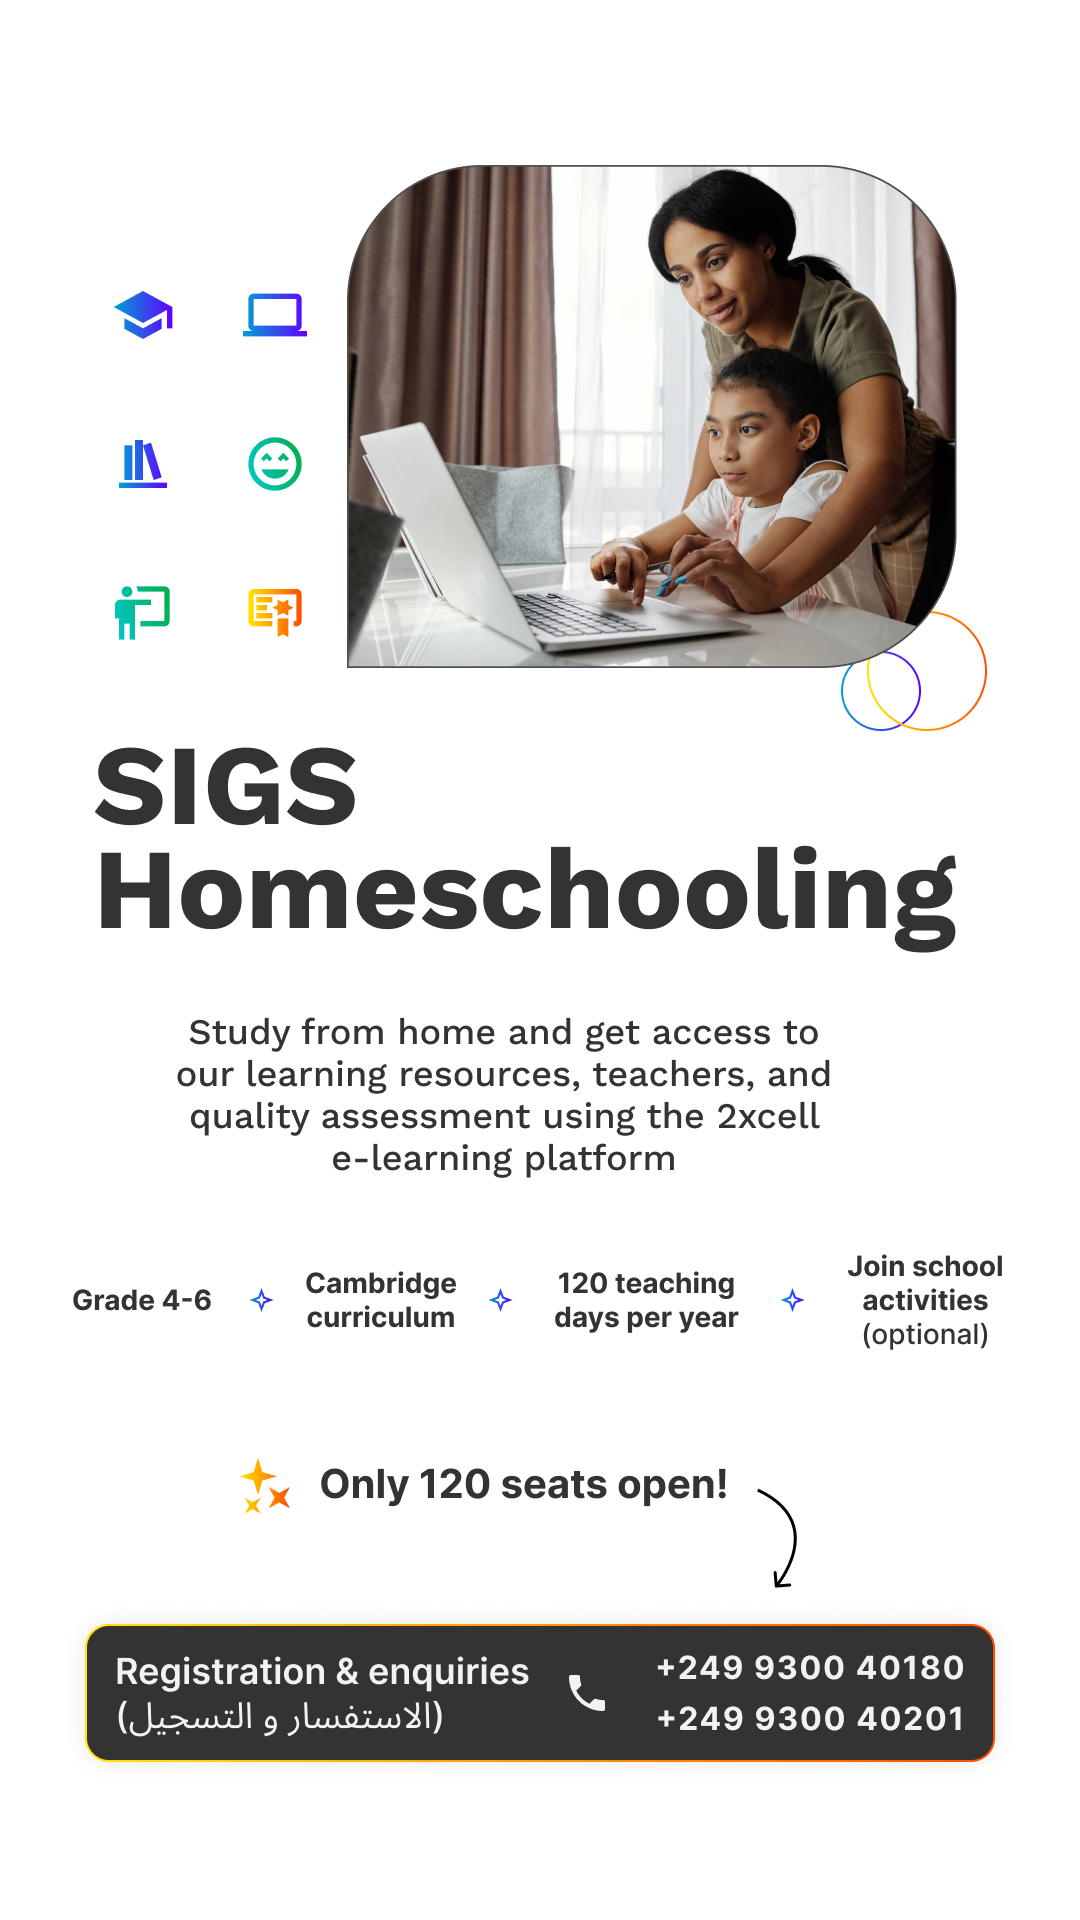 SIGS
Homeschooling
Study from home and get access to
our learning resources, teachers, and
quality assessment using the 2xcell
e-learning platform
Grade 4-6
Cambridge
curriculum
120 teaching
days per year
Join school
activities
(optional)
Only 120 seats open!
Registration & enquiries
(الاستفسار و التسجيل)
+249 9300 40180
+249 9300 40201